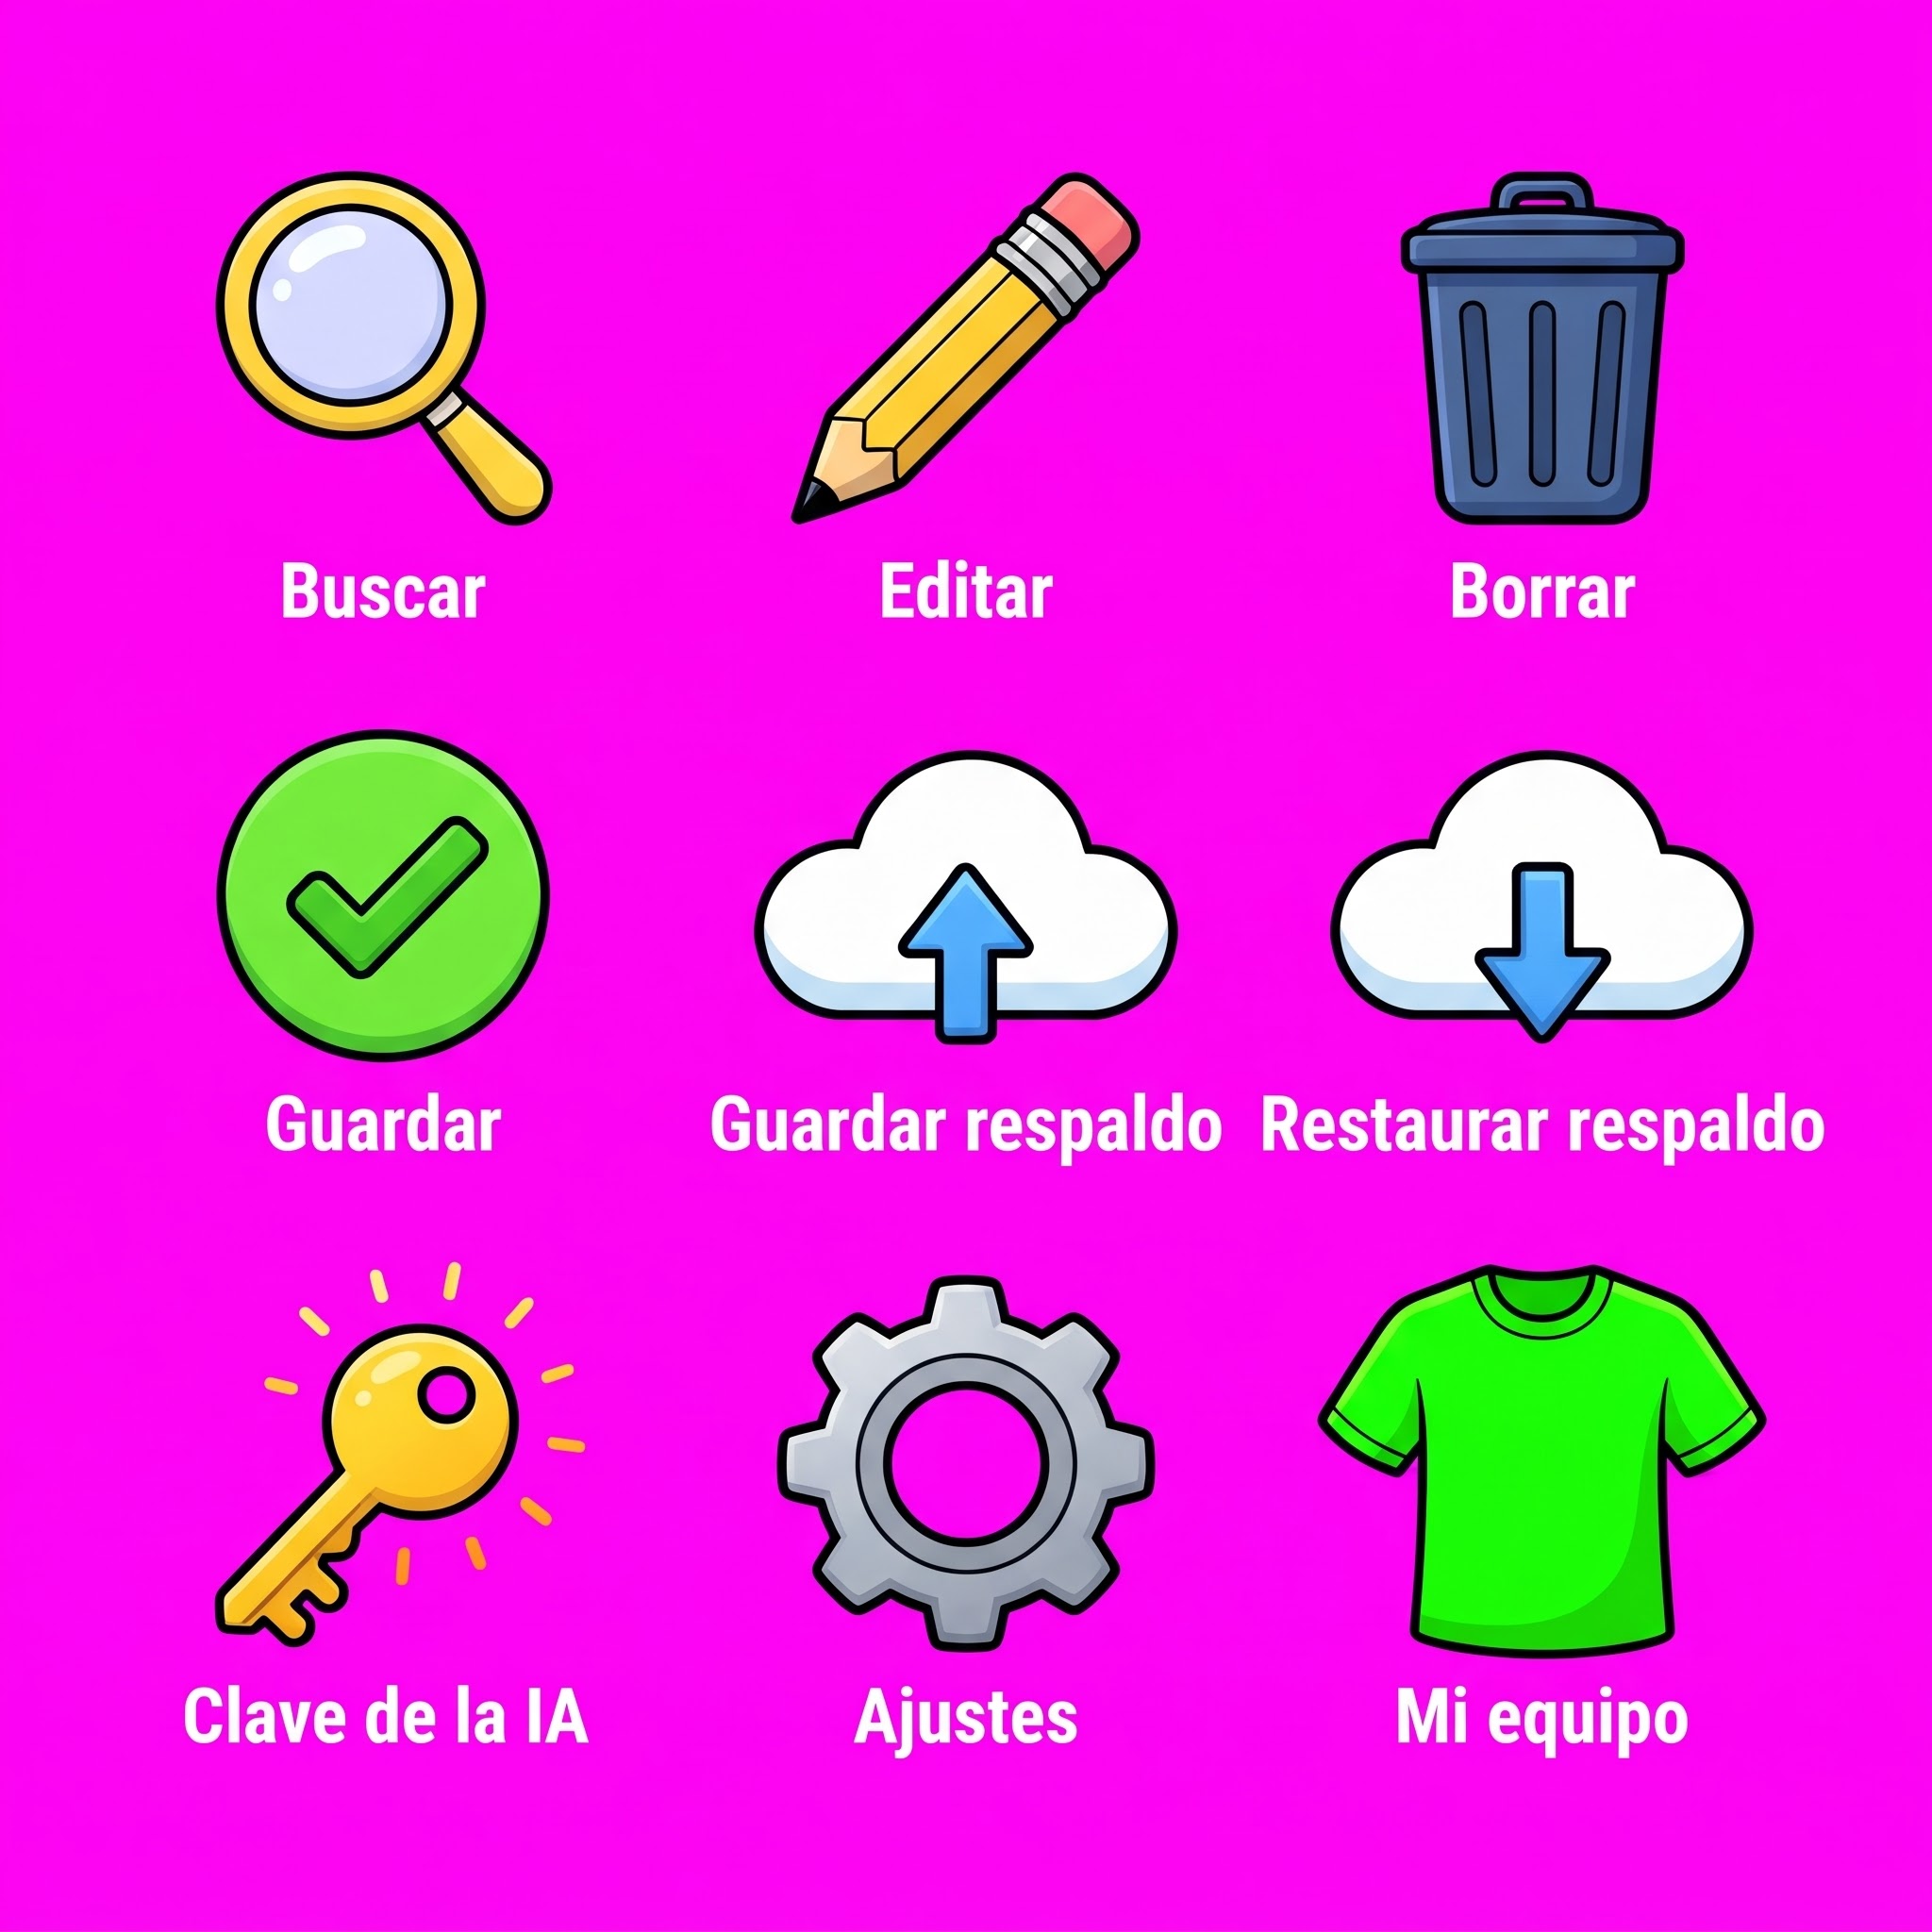 Buscar
Editar
Borrar
Guardar
Guardar respaldo
Restaurar respaldo
Clave de la IA
Ajustes
Mi equipo